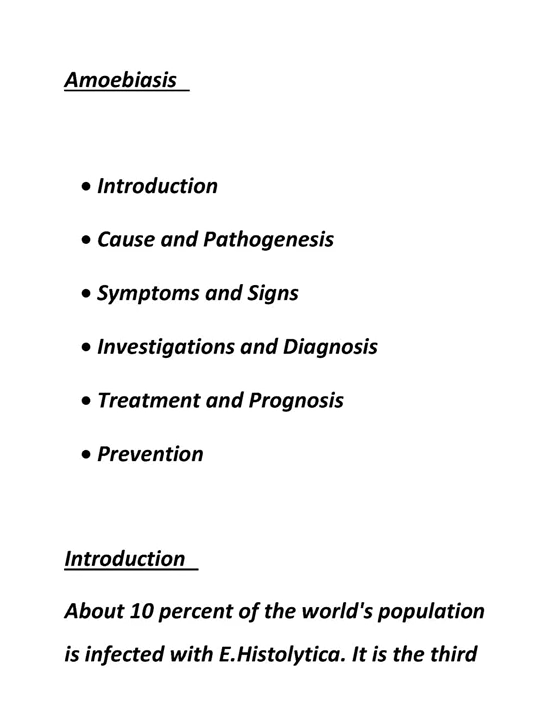 Amoebiasis
• Introduction
• Cause and Pathogenesis
• Symptoms and Signs
• Investigations and Diagnosis
• Treatment and Prognosis
• Prevention
Introduction
About 10 percent of the world's population
is infected with E.Histolytica. It is the third